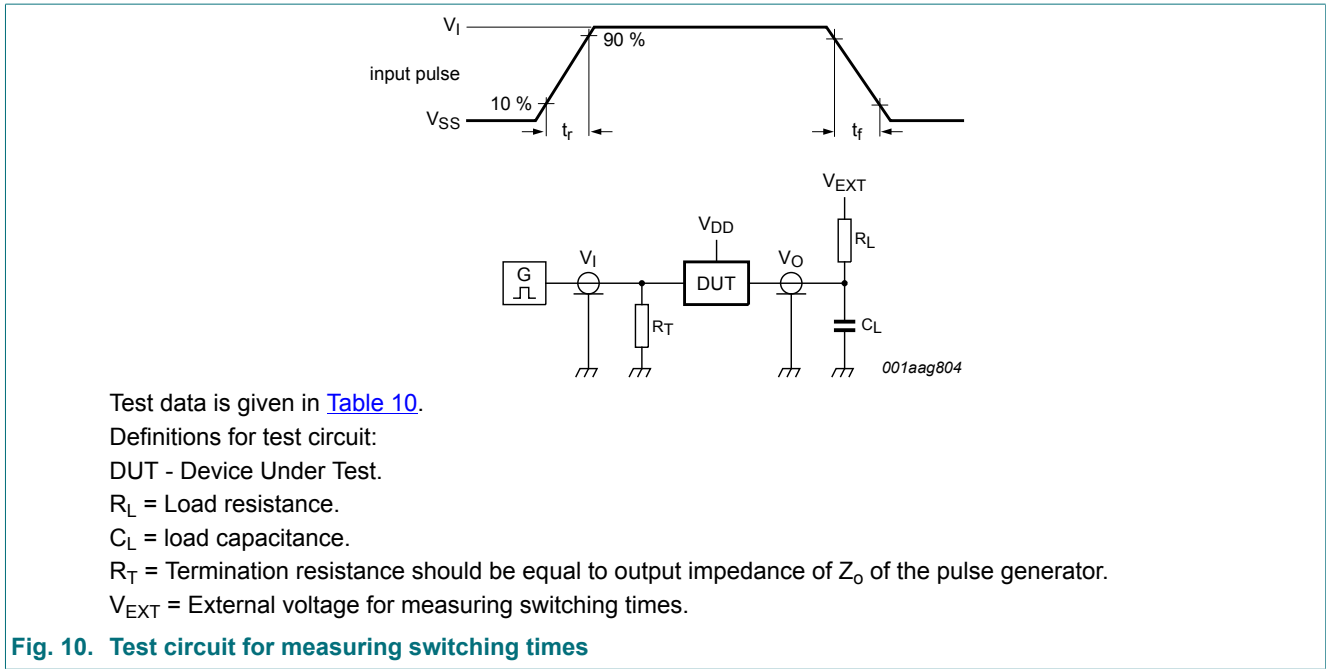 V_I
90 %
input pulse
10 %
V_SS
t_r
t_f
V_EXT
V_DD
R_L
V_I
V_O
G
DUT
R_T
C_L
001aag804
Test data is given in Table 10.
Definitions for test circuit:
DUT - Device Under Test.
R_L = Load resistance.
C_L = load capacitance.
R_T = Termination resistance should be equal to output impedance of Z_o of the pulse generator.
V_EXT = External voltage for measuring switching times.
Fig. 10. Test circuit for measuring switching times